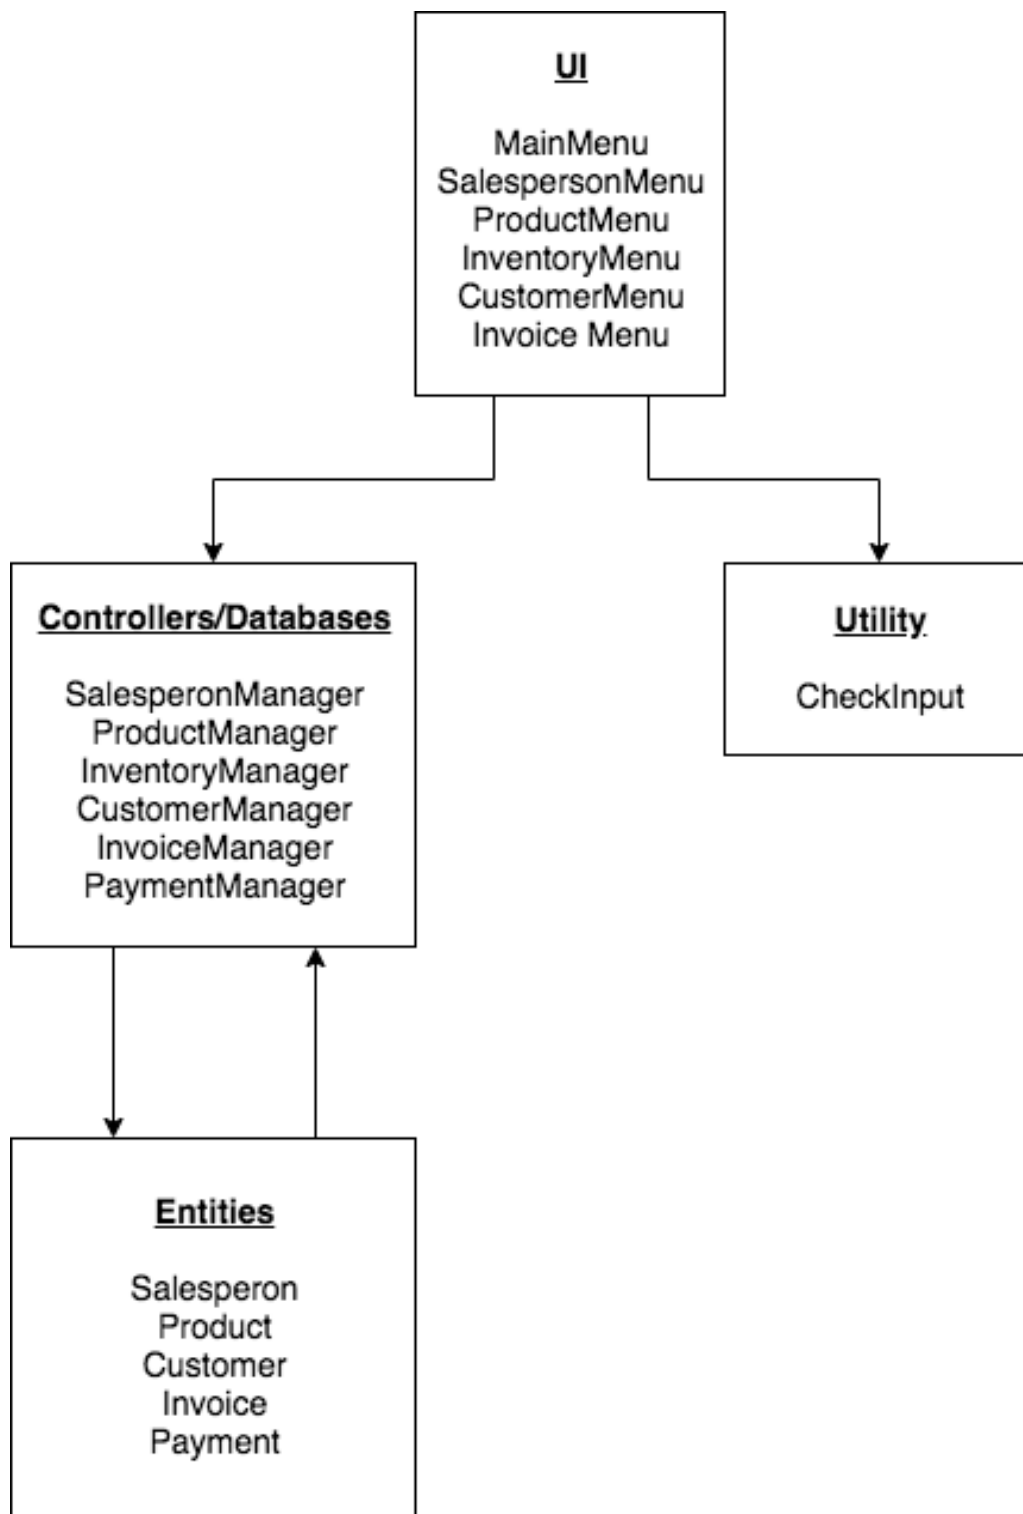 UI
MainMenu
SalespersonMenu
ProductMenu
InventoryMenu
CustomerMenu
Invoice Menu
Controllers/Databases
SalesperonManager
ProductManager
InventoryManager
CustomerManager
InvoiceManager
PaymentManager
Utility
CheckInput
Entities
Salesperon
Product
Customer
Invoice
Payment